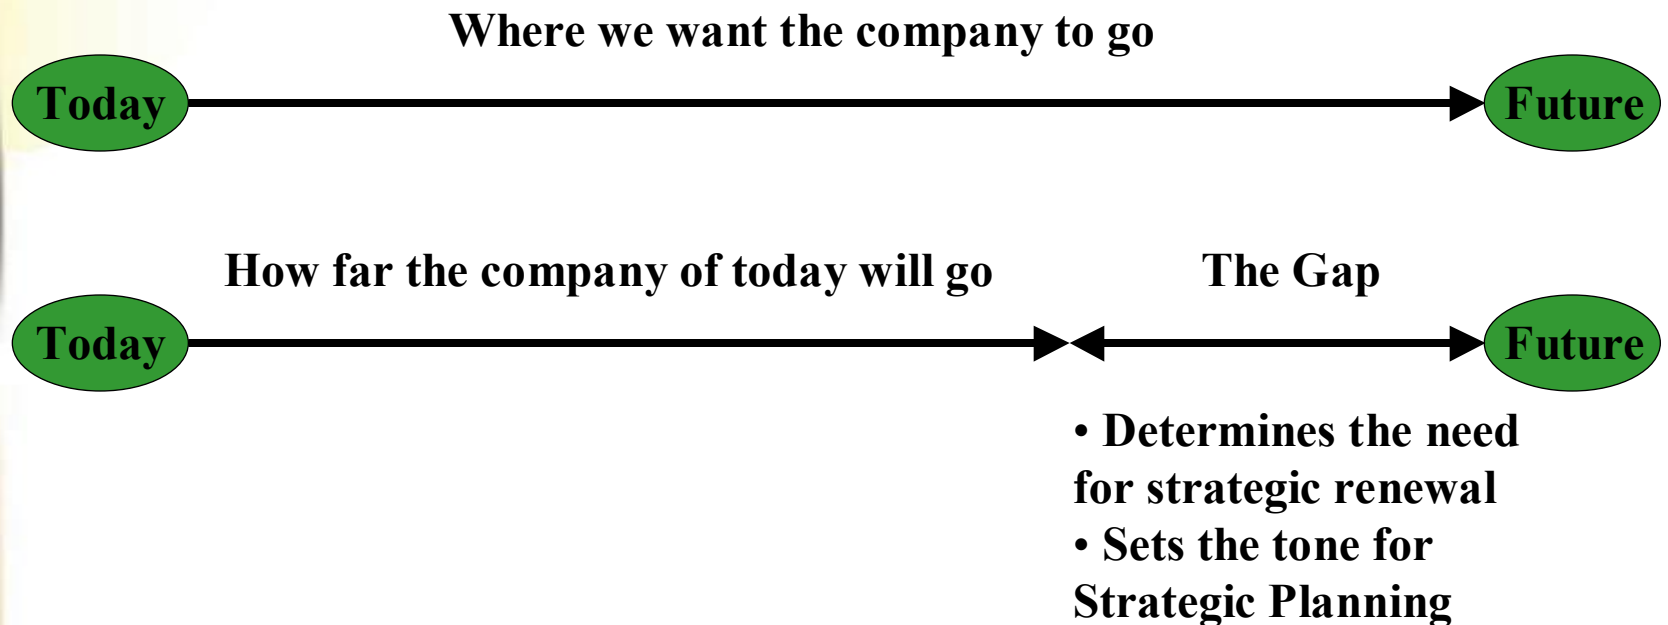 Where we want the company to go
Today Future
How far the company of today will go The Gap
Today Future
• Determines the need
for strategic renewal
• Sets the tone for
Strategic Planning